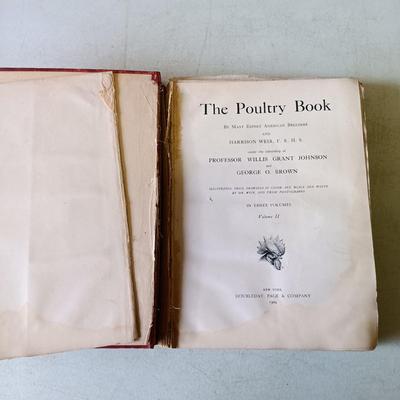 The Poultry Book
By Many Expert American Breeders
AND
HARRISON WEIR, F. R. H. S.
under the editorship of
PROFESSOR WILLIS GRANT JOHNSON
and
GEORGE O. BROWN
ILLUSTRATED FROM DRAWINGS IN COLOR AND BLACK AND WHITE
BY MR. WEIR, AND FROM PHOTOGRAPHS
IN THREE VOLUMES
Volume II
NEW YORK
DOUBLEDAY, PAGE & COMPANY
1904